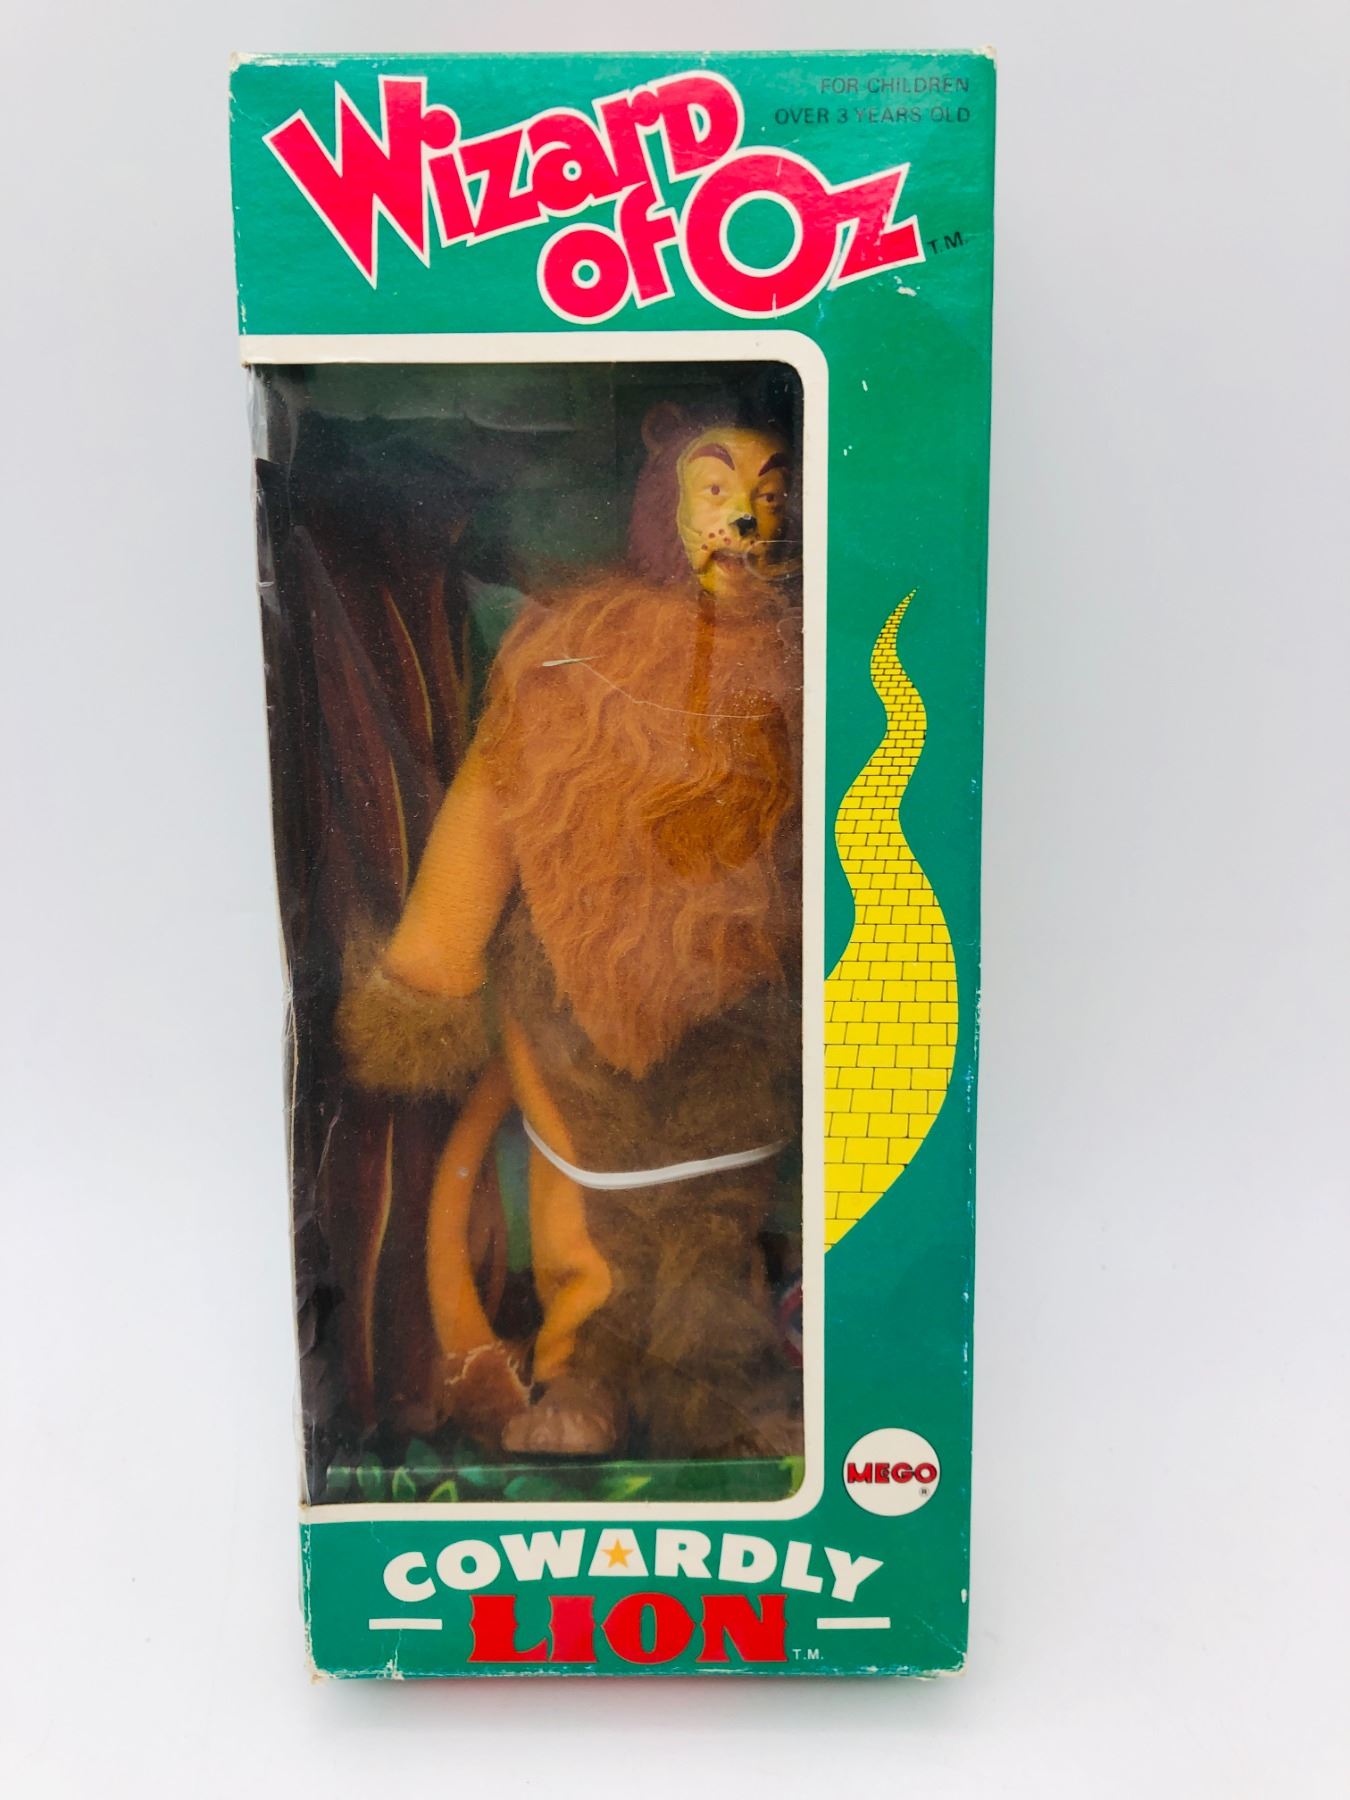 FOR CHILDREN
OVER 3 YEARS OLD
WizarD
of Oz T.M.
MEGO ®
COWARDLY
LION T.M.